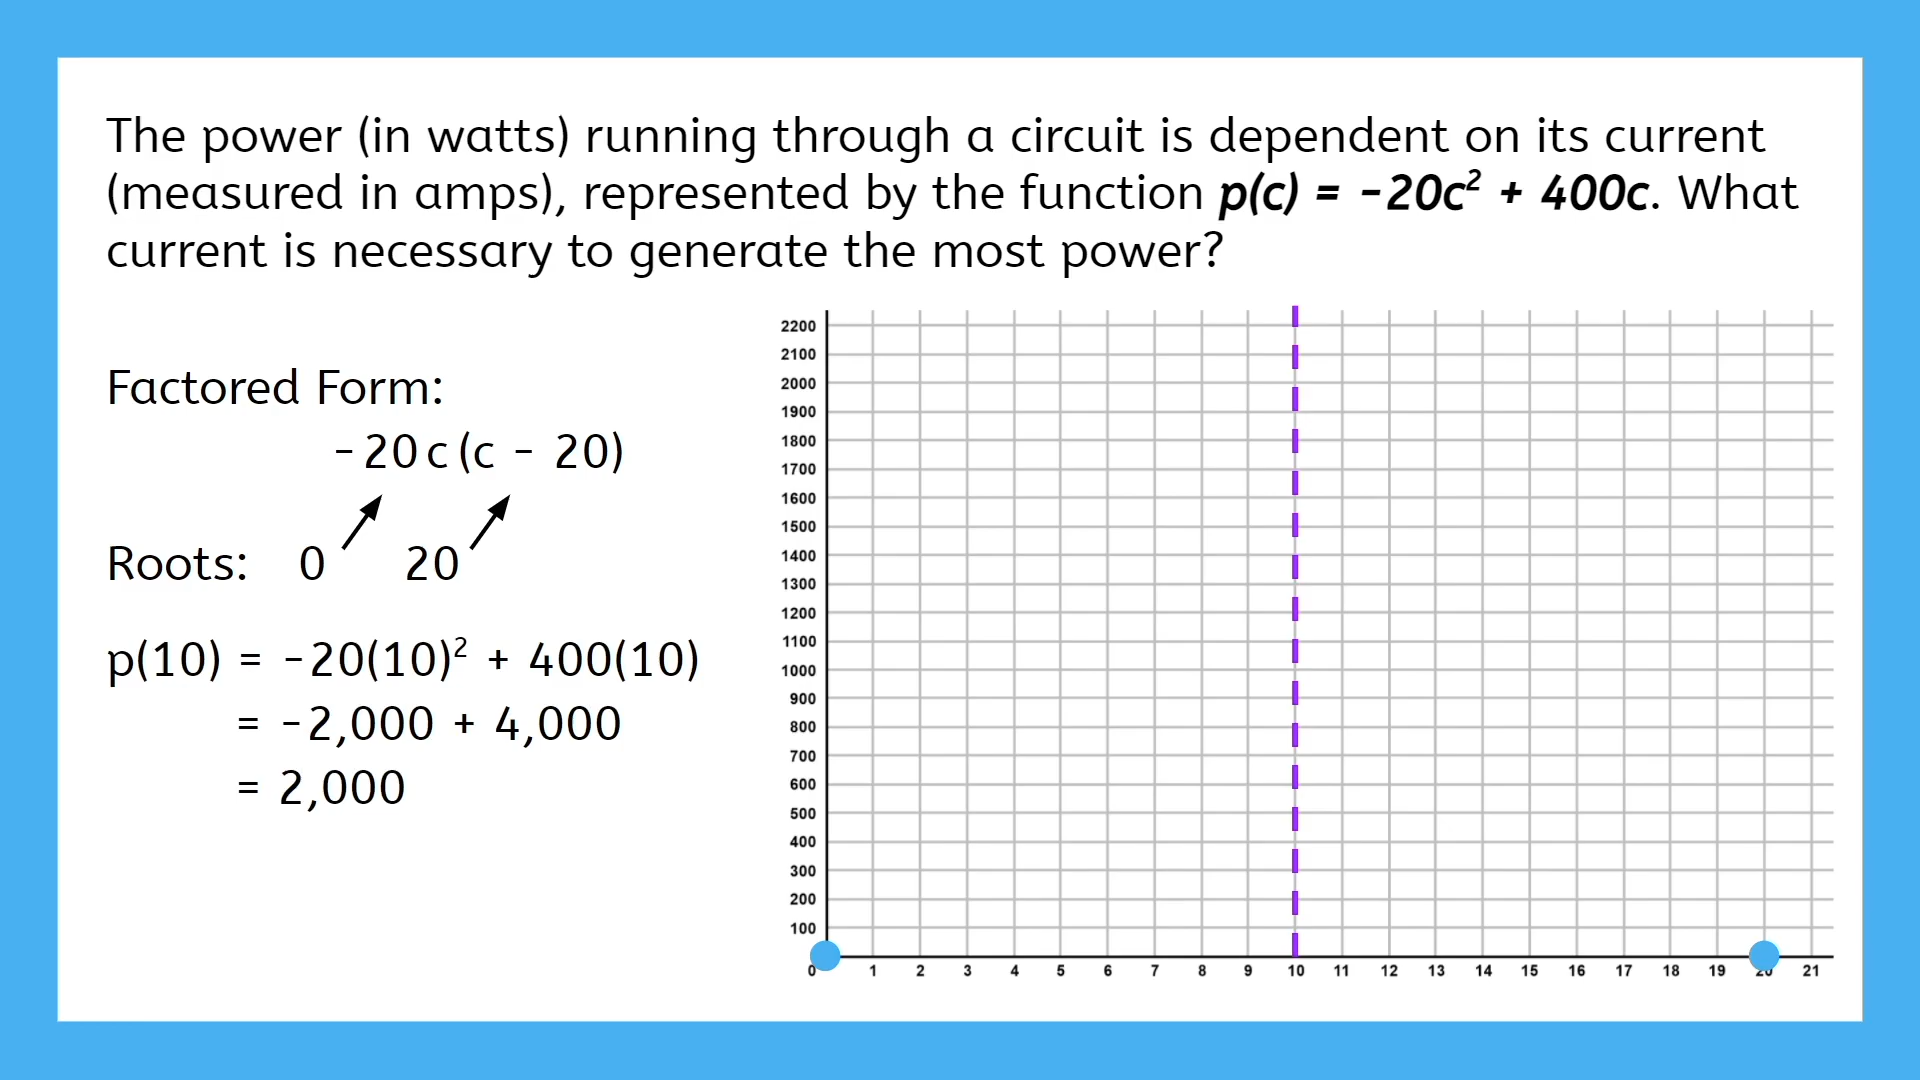 The power (in watts) running through a circuit is dependent on its current
(measured in amps), represented by the function p(c) = -20c² + 400c. What
current is necessary to generate the most power?
Factored Form:
-20c(c - 20)
Roots: 0 20
p(10) = -20(10)² + 400(10)
= -2,000 + 4,000
= 2,000
2200
2100
2000
1900
1800
1700
1600
1500
1400
1300
1200
1100
1000
900
800
700
600
500
400
300
200
100
0 1 2 3 4 5 6 7 8 9 10 11 12 13 14 15 16 17 18 19 20 21